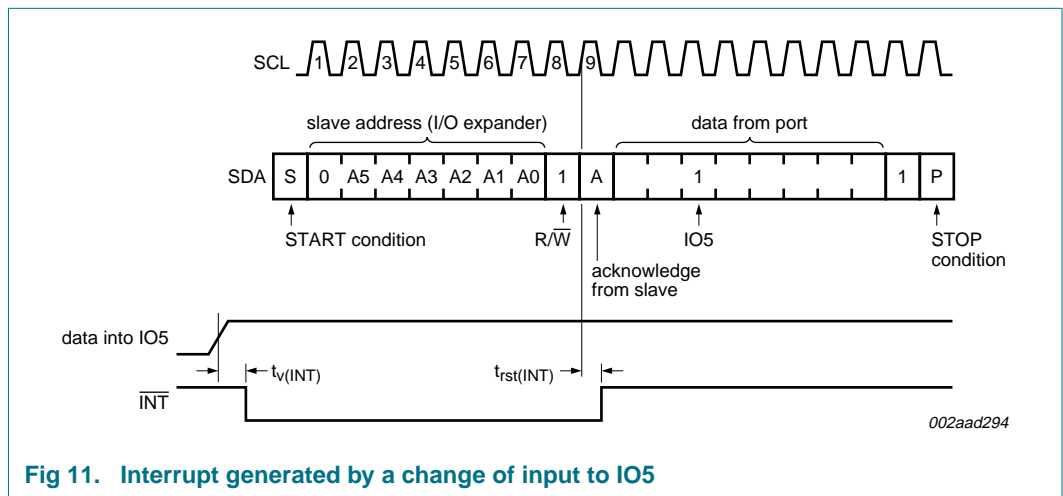 SCL 1 2 3 4 5 6 7 8 9
slave address (I/O expander) data from port
SDA S 0 A5 A4 A3 A2 A1 A0 1 A 1 1 P
START condition R/W̅ IO5 STOP
condition
acknowledge
from slave
data into IO5
tv(INT) trst(INT)
I̅N̅T̅
002aad294
Fig 11. Interrupt generated by a change of input to IO5